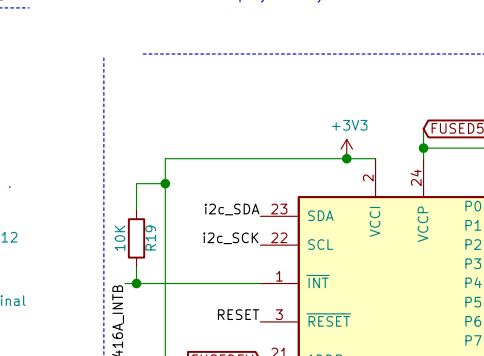 +3V3
FUSED5
2
24
i2c_SDA 23
SDA
VCCI
VCCP
P0
P1
i2c_SCK 22
SCL
P2
P3
10K
R19
12
1
INT
P4
inal
P5
416A_INTB
RESET 3
RESET
P6
P7
21